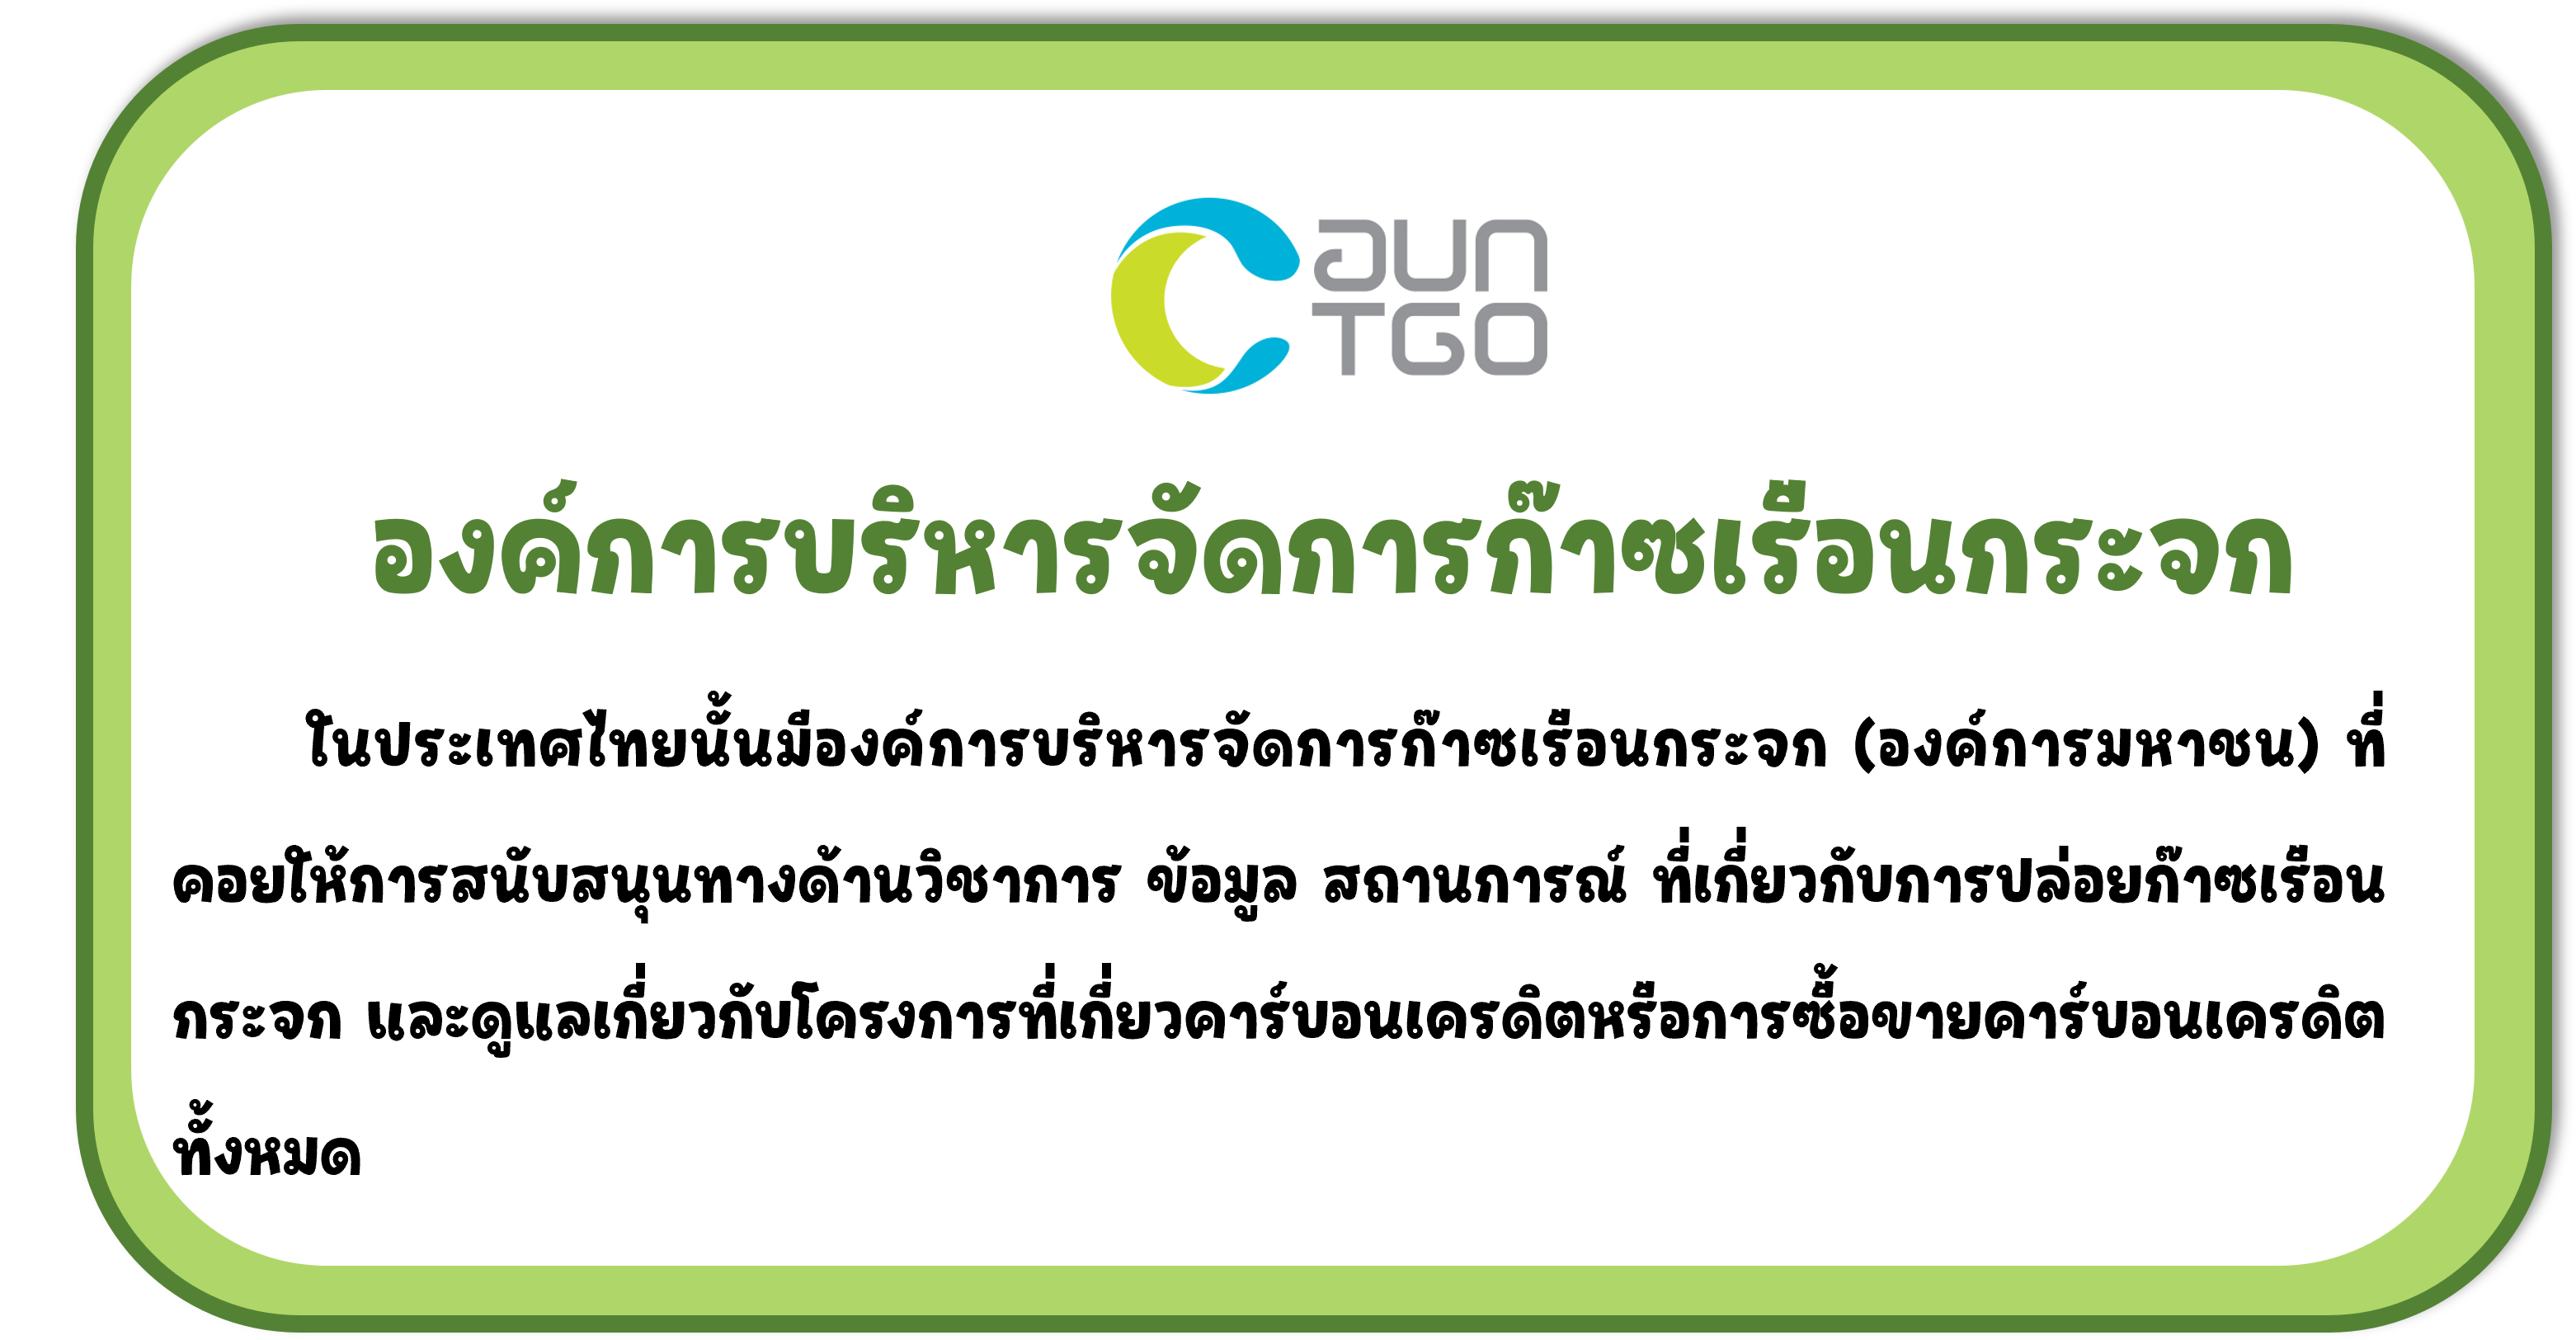 อบก
TGO
องค์การบริหารจัดการก๊าซเรือนกระจก
ในประเทศไทยนั้นมีองค์การบริหารจัดการก๊าซเรือนกระจก (องค์การมหาชน) ที่
คอยให้การสนับสนุนทางด้านวิชาการ ข้อมูล สถานการณ์ ที่เกี่ยวกับการปล่อยก๊าซเรือน
กระจก และดูแลเกี่ยวกับโครงการที่เกี่ยวคาร์บอนเครดิตหรือการซื้อขายคาร์บอนเครดิต
ทั้งหมด